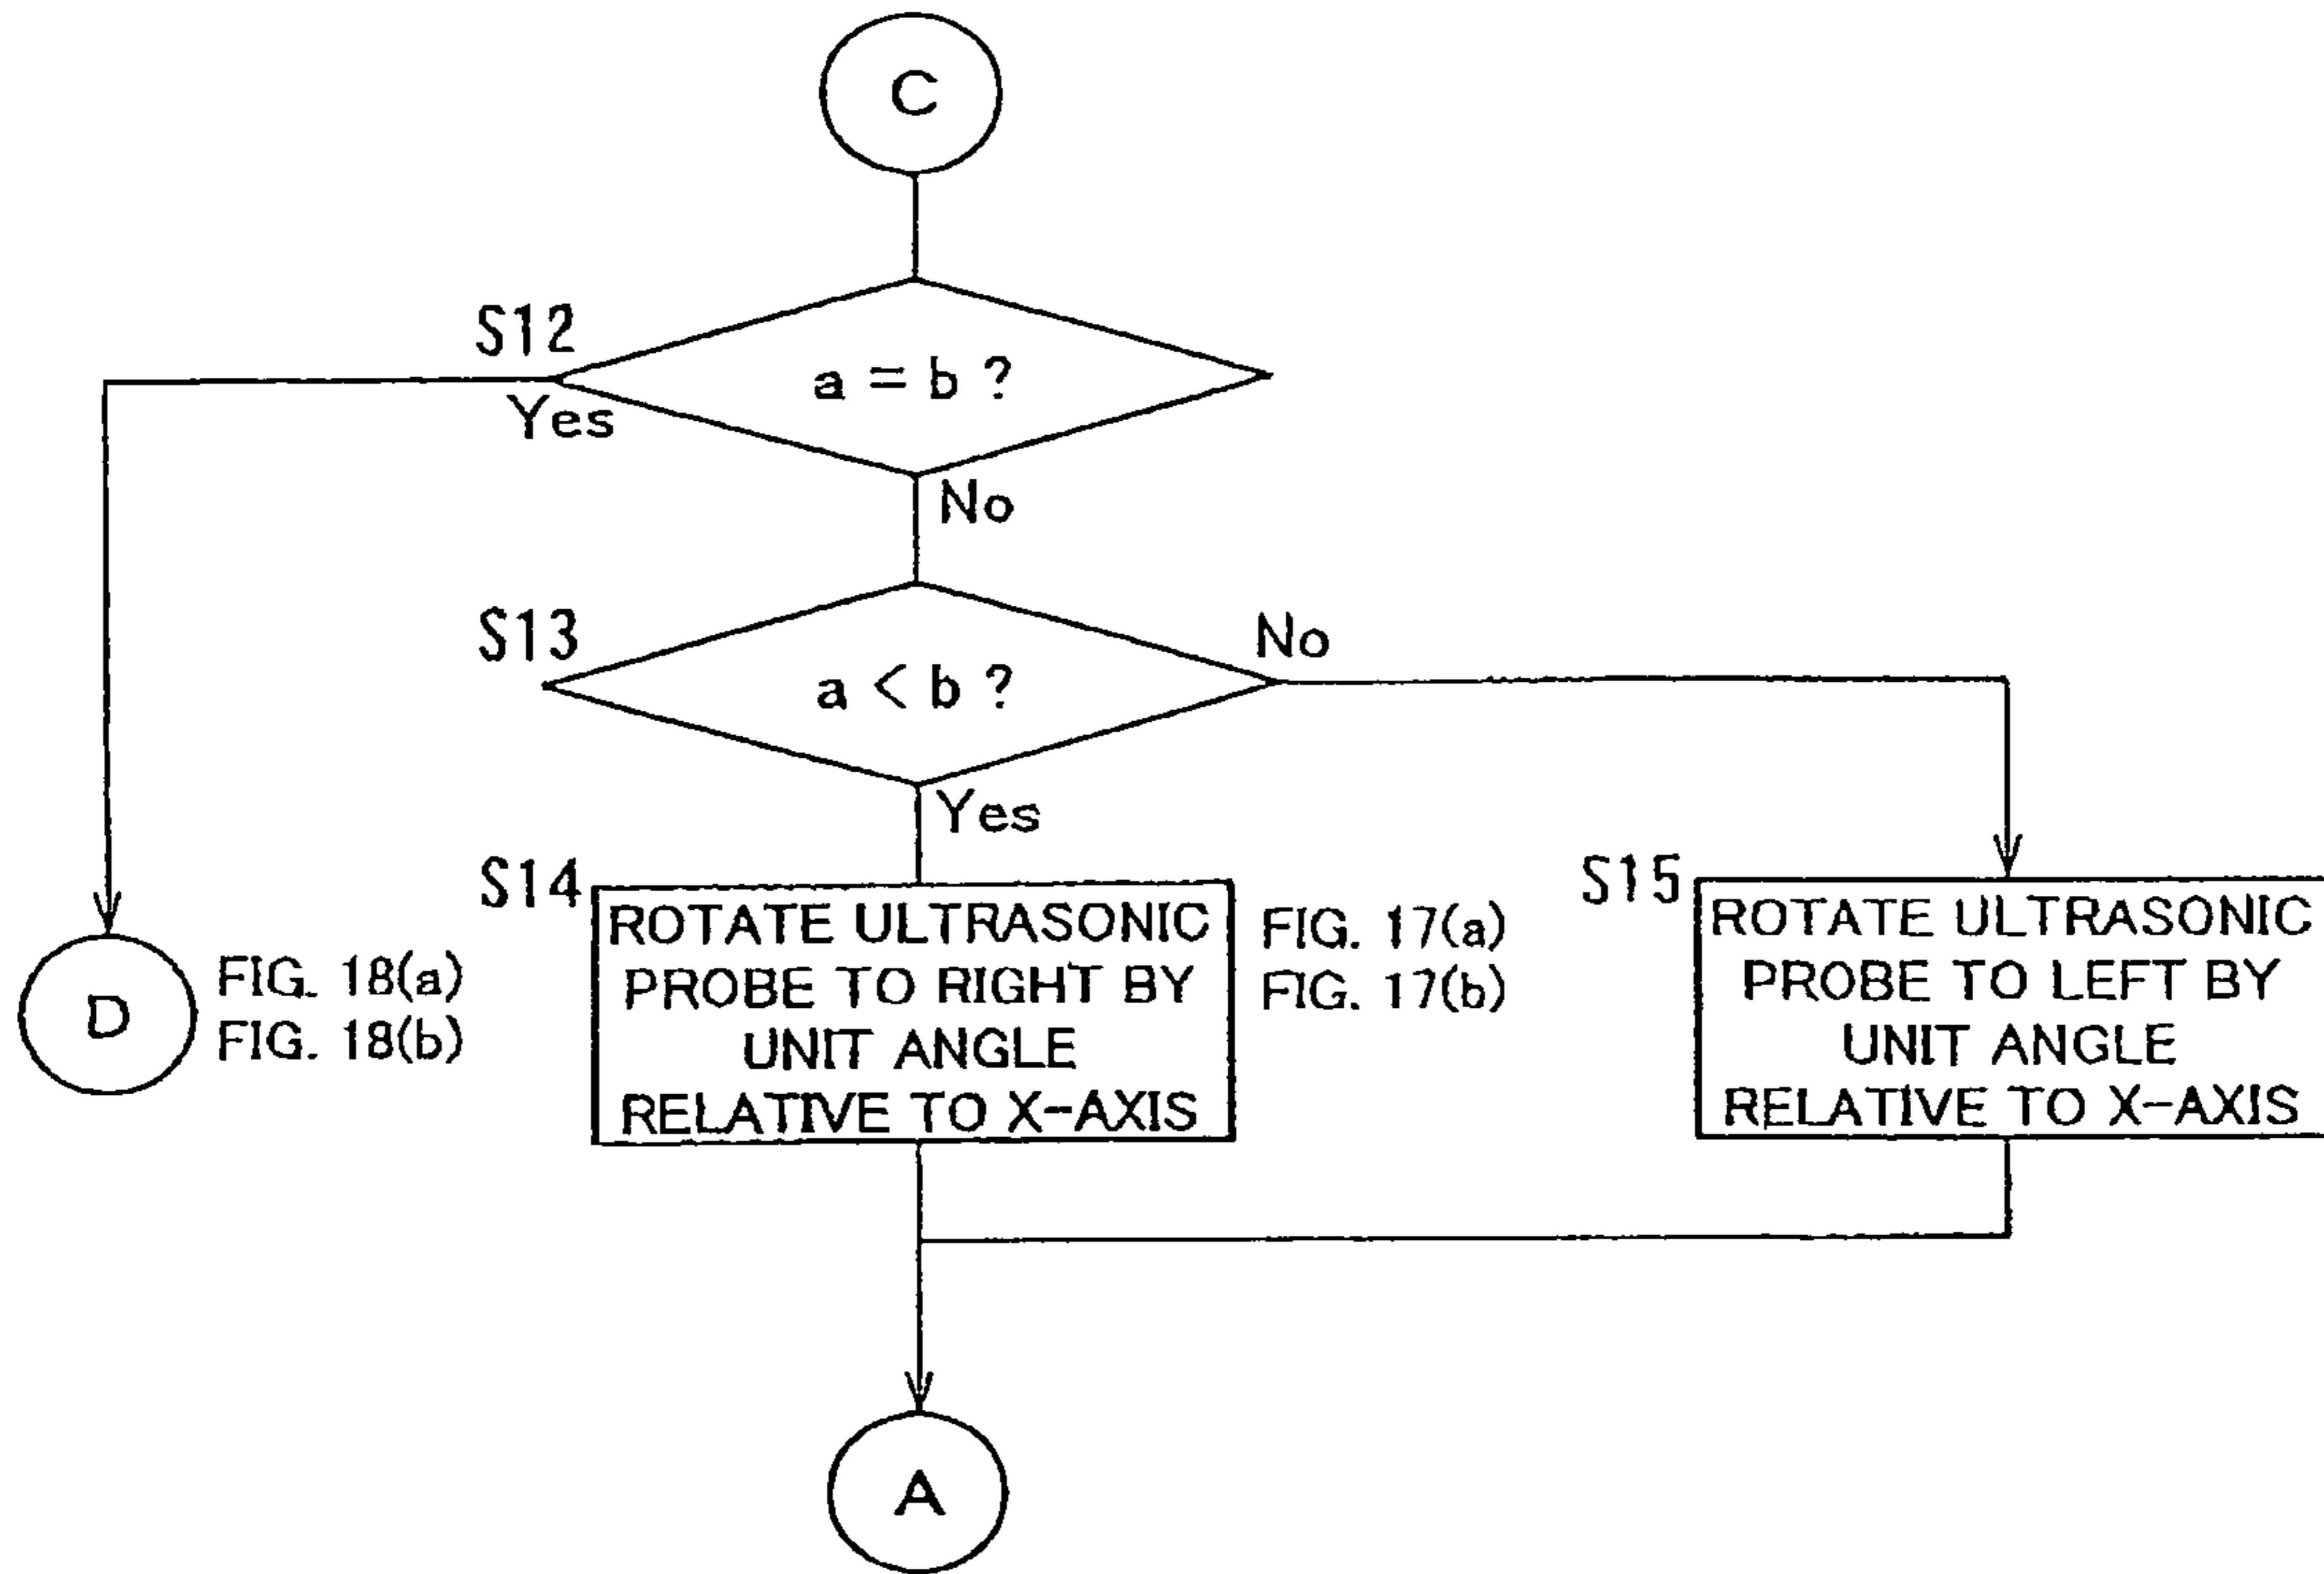 C
S12
a = b ?
Yes
No
S13
a < b ?
No
Yes
S14
ROTATE ULTRASONIC
PROBE TO RIGHT BY
UNIT ANGLE
RELATIVE TO X-AXIS
FIG. 17(a)
FIG. 17(b)
S15
ROTATE ULTRASONIC
PROBE TO LEFT BY
UNIT ANGLE
RELATIVE TO X-AXIS
D
FIG. 18(a)
FIG. 18(b)
A